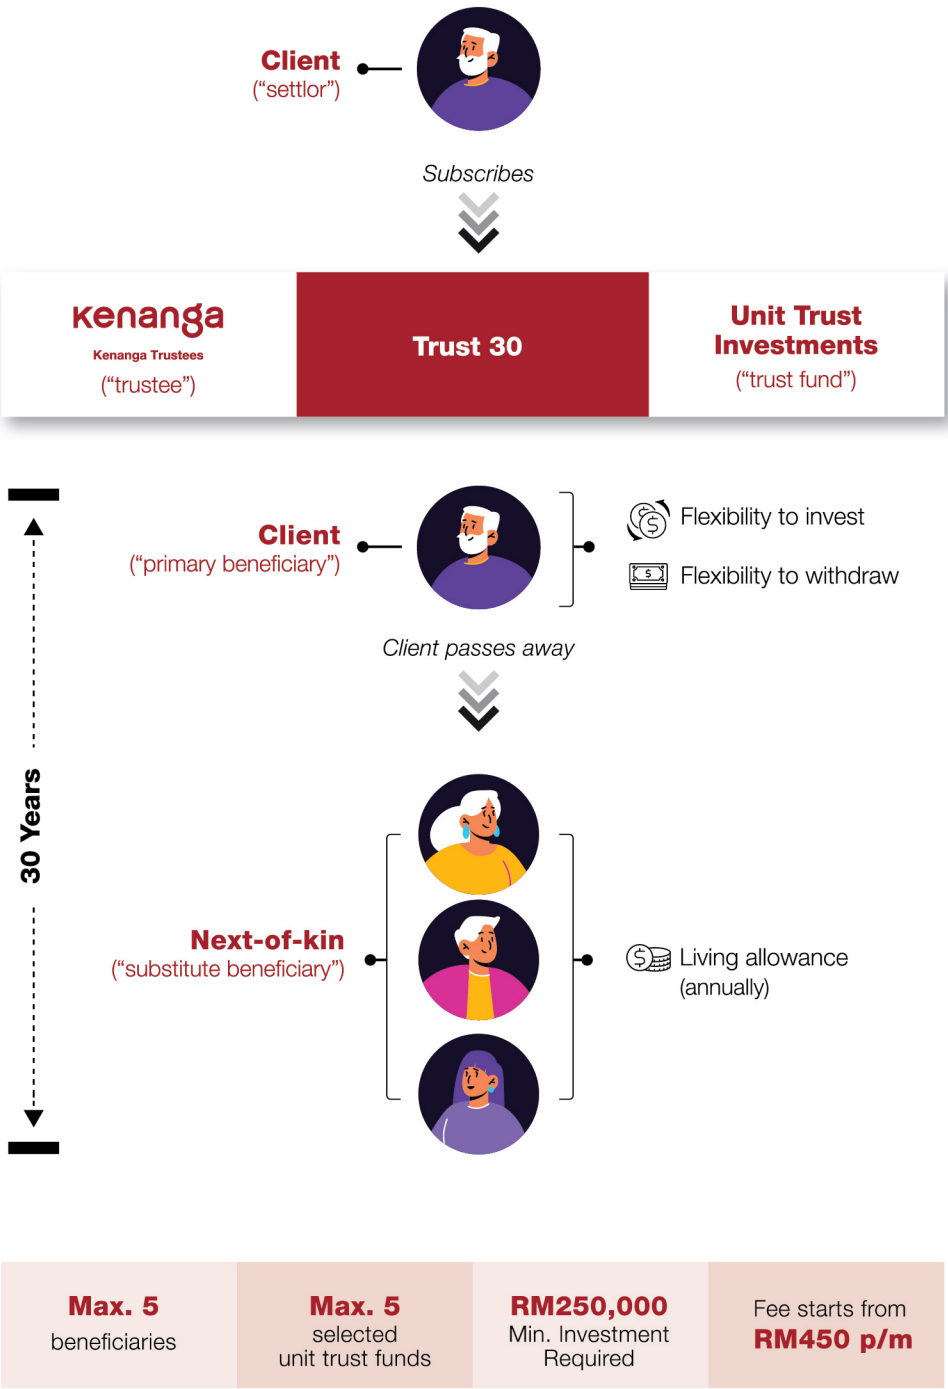 Client
(“settlor”)
Subscribes
Kenanga
Kenanga Trustees
(“trustee”)
Trust 30
Unit Trust
Investments
(“trust fund”)
30 Years
Client
(“primary beneficiary”)
Flexibility to invest
Flexibility to withdraw
Client passes away
Next-of-kin
(“substitute beneficiary”)
Living allowance
(annually)
Max. 5
beneficiaries
Max. 5
selected
unit trust funds
RM250,000
Min. Investment
Required
Fee starts from
RM450 p/m